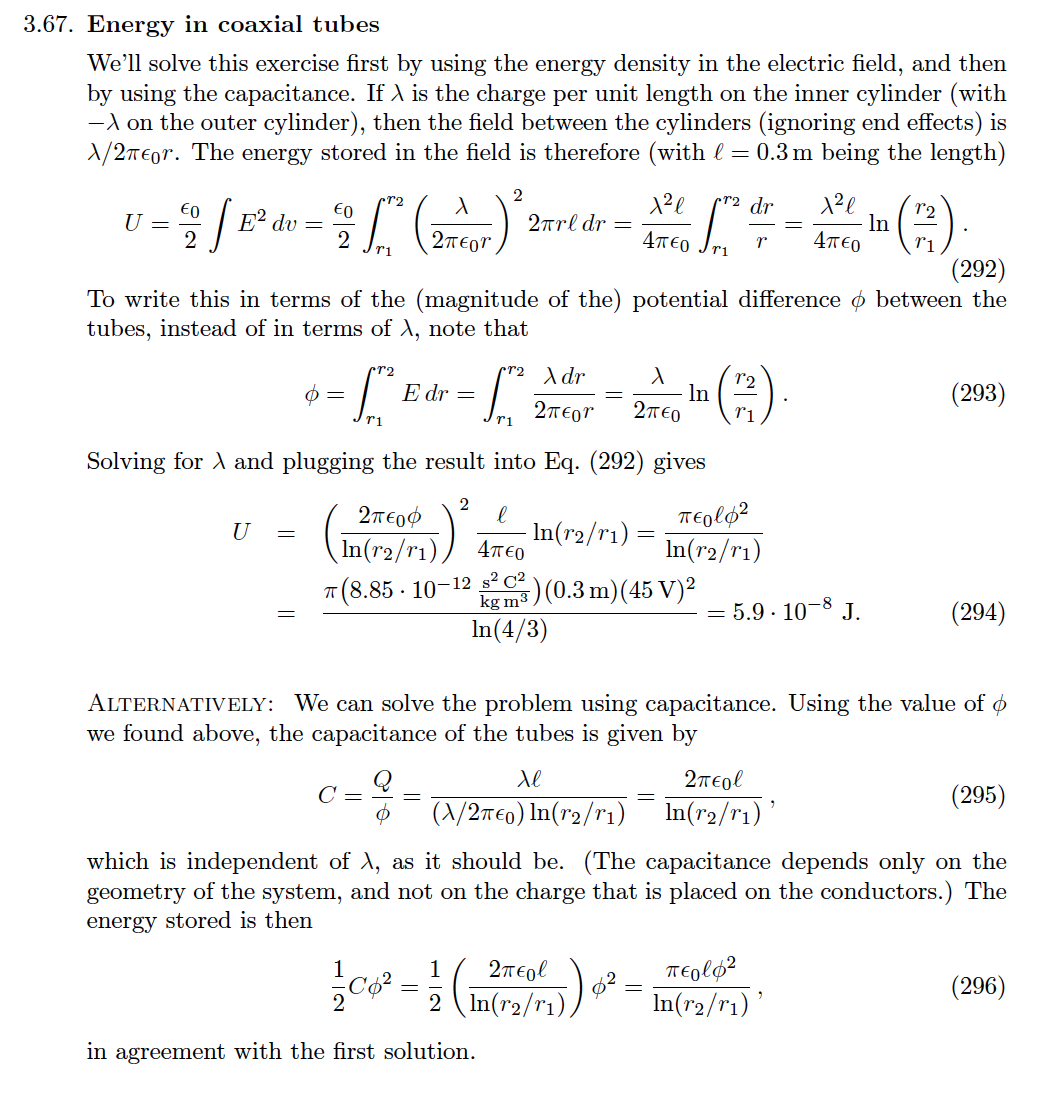 3.67. Energy in coaxial tubes
We'll solve this exercise first by using the energy density in the electric field, and then
by using the capacitance. If λ is the charge per unit length on the inner cylinder (with
−λ on the outer cylinder), then the field between the cylinders (ignoring end effects) is
λ/2πϵ₀r. The energy stored in the field is therefore (with ℓ = 0.3 m being the length)
U = ϵ₀/2 ∫ E² dv = ϵ₀/2 ∫_{r₁}^{r₂} (λ/2πϵ₀r)² 2πrℓ dr = λ²ℓ/4πϵ₀ ∫_{r₁}^{r₂} dr/r = λ²ℓ/4πϵ₀ ln(r₂/r₁).
(292)
To write this in terms of the (magnitude of the) potential difference ϕ between the
tubes, instead of in terms of λ, note that
ϕ = ∫_{r₁}^{r₂} E dr = ∫_{r₁}^{r₂} λ dr/2πϵ₀r = λ/2πϵ₀ ln(r₂/r₁). (293)
Solving for λ and plugging the result into Eq. (292) gives
U = (2πϵ₀ϕ/ln(r₂/r₁))² ℓ/4πϵ₀ ln(r₂/r₁) = πϵ₀ℓϕ²/ln(r₂/r₁)
= π(8.85 · 10⁻¹² s² C²/kg m³)(0.3 m)(45 V)²/ln(4/3) = 5.9 · 10⁻⁸ J. (294)
ALTERNATIVELY: We can solve the problem using capacitance. Using the value of ϕ
we found above, the capacitance of the tubes is given by
C = Q/ϕ = λℓ/(λ/2πϵ₀) ln(r₂/r₁) = 2πϵ₀ℓ/ln(r₂/r₁), (295)
which is independent of λ, as it should be. (The capacitance depends only on the
geometry of the system, and not on the charge that is placed on the conductors.) The
energy stored is then
1/2 Cϕ² = 1/2 (2πϵ₀ℓ/ln(r₂/r₁)) ϕ² = πϵ₀ℓϕ²/ln(r₂/r₁), (296)
in agreement with the first solution.